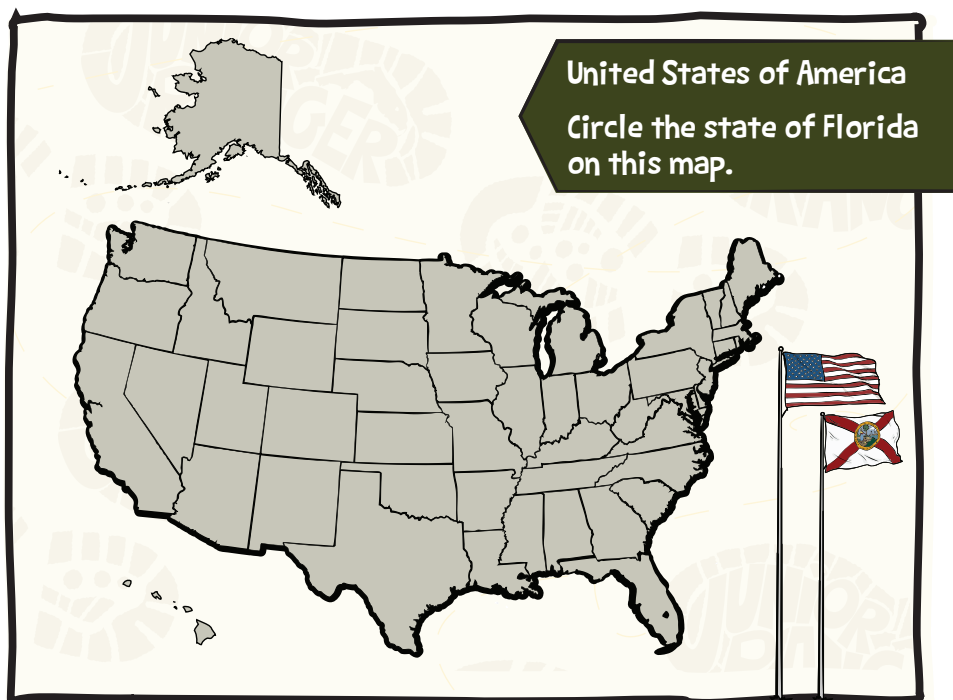 United States of America
Circle the state of Florida
on this map.